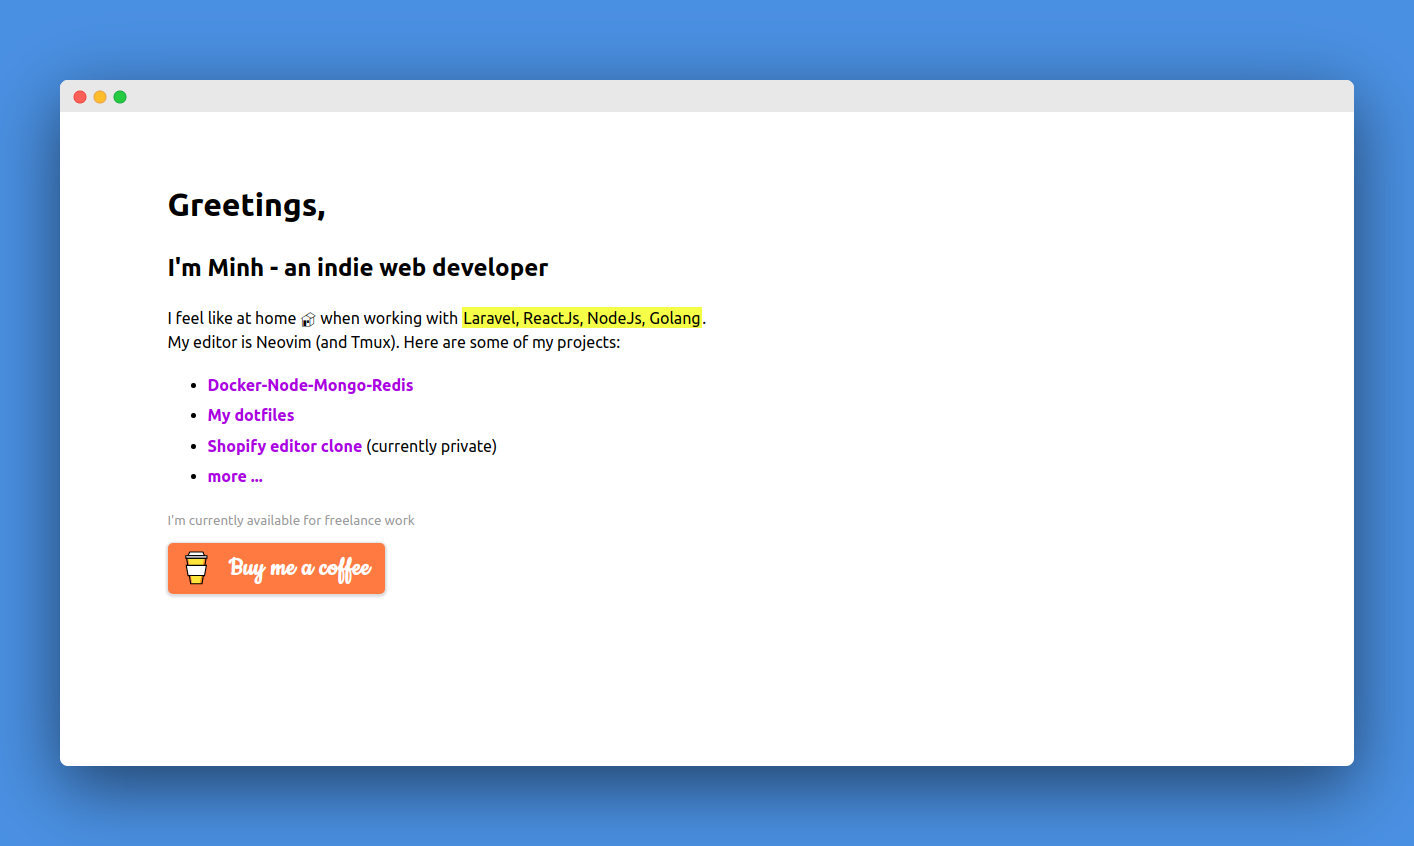 Greetings,
I'm Minh - an indie web developer
I feel like at home 🏠 when working with Laravel, ReactJs, NodeJs, Golang.
My editor is Neovim (and Tmux). Here are some of my projects:
• Docker-Node-Mongo-Redis
• My dotfiles
• Shopify editor clone (currently private)
• more ...
I'm currently available for freelance work
Buy me a coffee